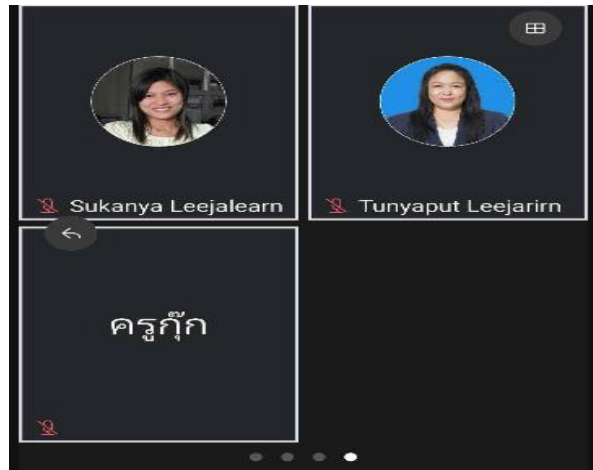 Sukanya Leejalearn
Tunyaput Leejarirn
ครูกุ๊ก